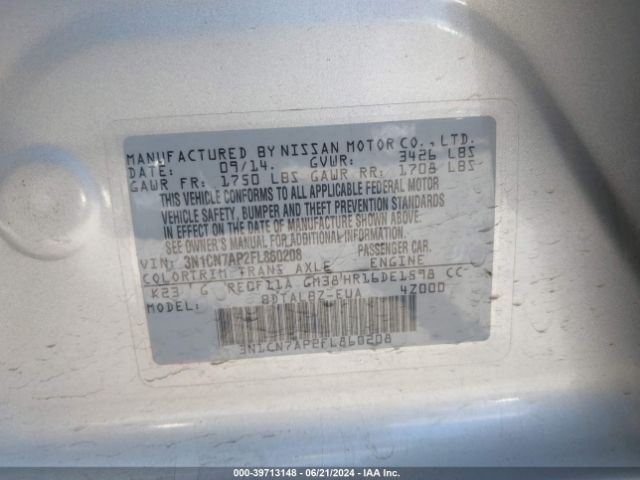 MANUFACTURED BY NISSAN MOTOR CO., LTD.
DATE: 09/14. GVWR: 3426 LBS
GAWR FR: 1750 LBS GAWR RR: 1708 LBS
THIS VEHICLE CONFORMS TO ALL APPLICABLE FEDERAL MOTOR
VEHICLE SAFETY, BUMPER AND THEFT PREVENTION STANDARDS
IN EFFECT ON THE DATE OF MANUFACTURE SHOWN ABOVE.
SEE OWNER'S MANUAL FOR ADDITIONAL INFORMATION.
VIN: 3N1CN7AP2FL860208 PASSENGER CAR.
COLOR TRIM TRANS AXLE ENGINE
K23 G RE0F11A GM38 HR16DE1598 CC
MODEL: BDTALBZ-EUA 4Z000
3N1CN7AP2FL860208
000-39713148 - 06/21/2024 - IAA Inc.